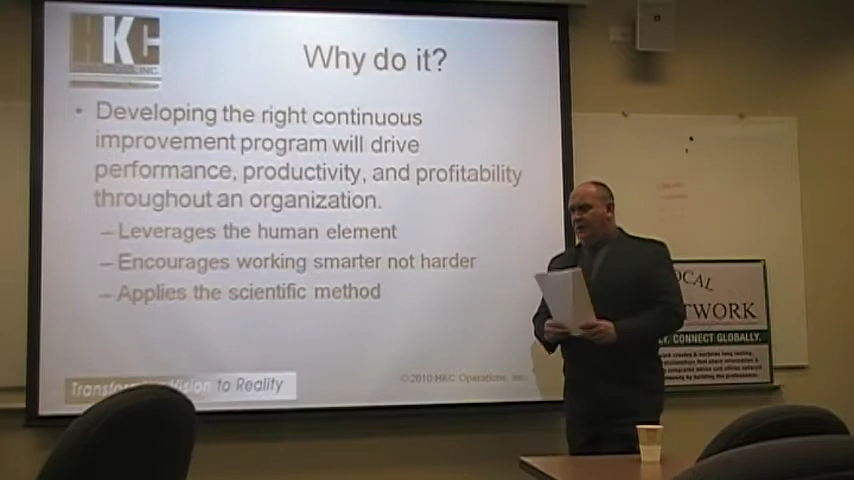 HKC
Why do it?
• Developing the right continuous
improvement program will drive
performance, productivity, and profitability
throughout an organization.
– Leverages the human element
– Encourages working smarter not harder
– Applies the scientific method
Vision to Reality
©2010 HKC Operations, Inc.
OCAL
TWORK
CONNECT GLOBALLY.